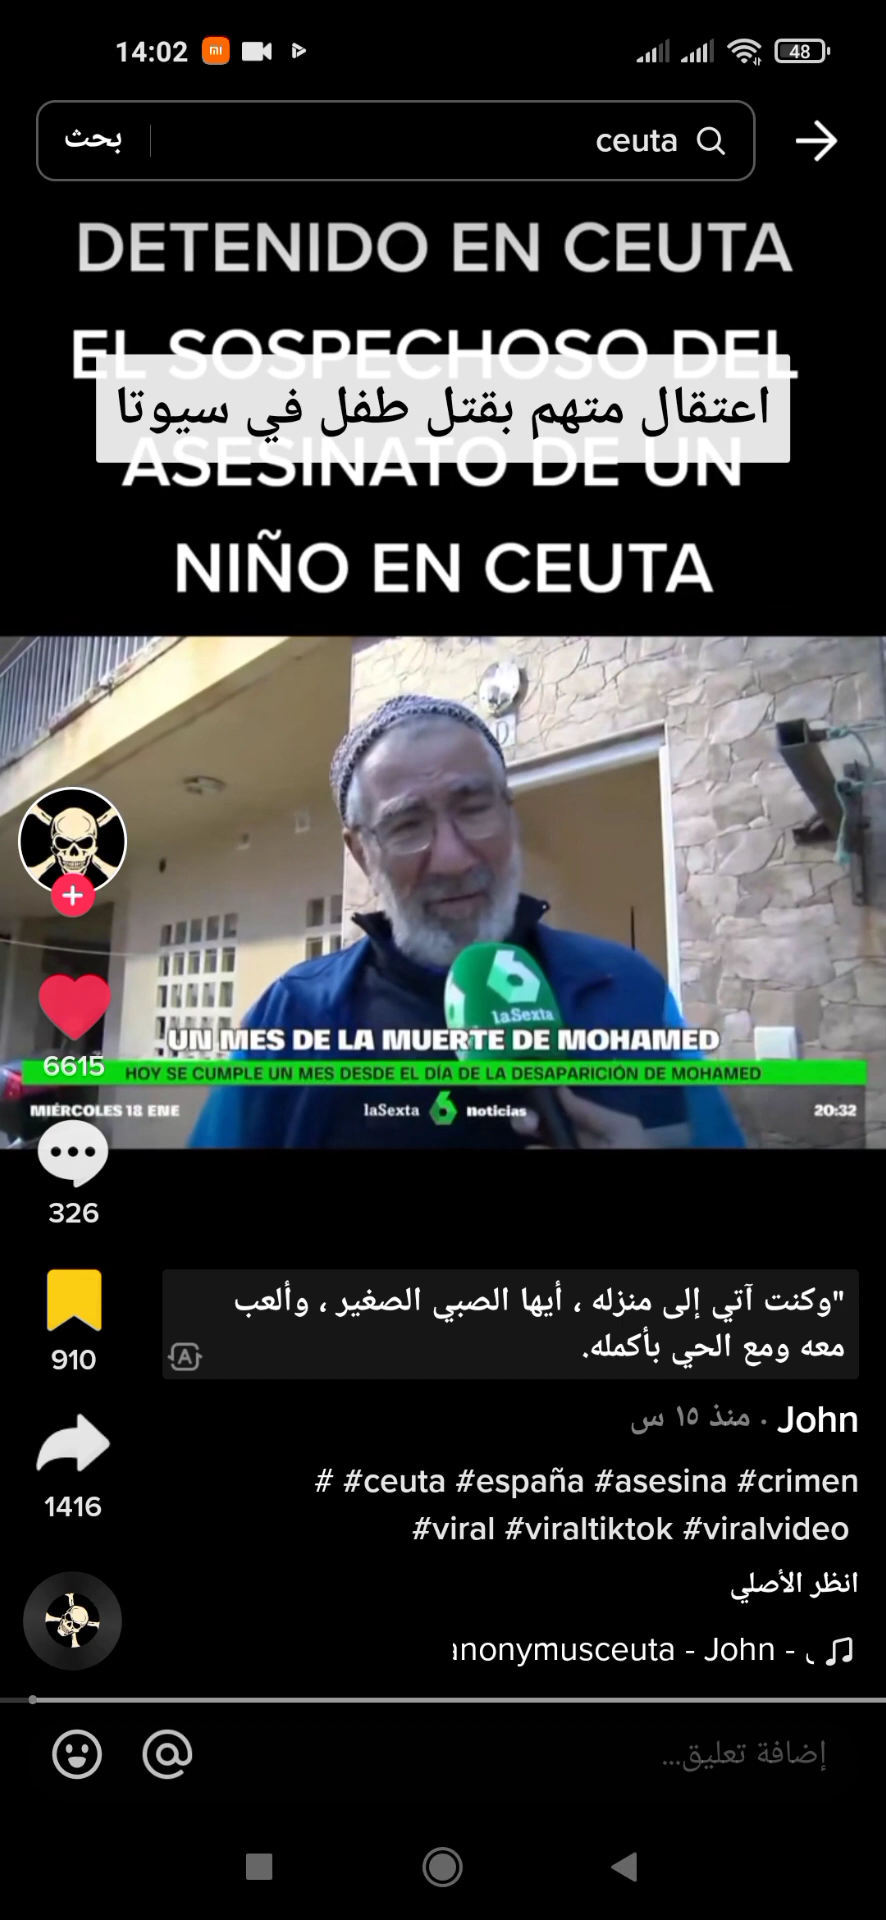 14:02
48
ceuta
بحث
DETENIDO EN CEUTA
EL SOSPECHOSO DEL
اعتقال متهم بقتل طفل في سيوتا
ASESINATO DE UN
NIÑO EN CEUTA
laSexta
UN MES DE LA MUERTE DE MOHAMED
6615
HOY SE CUMPLE UN MES DESDE EL DÍA DE LA DESAPARICIÓN DE MOHAMED
MIÉRCOLES 18 ENE
laSexta noticias
20:32
326
"وكنت آتي إلى منزله ، أيها الصبي الصغير ، وألعب
معه ومع الحي بأكمله.
910
John · منذ ١٥ س
# #ceuta #españa #asesina #crimen
#viral #viraltiktok #viralvideo
1416
انظر الأصلي
anonymusceuta - John -
إضافة تعليق...